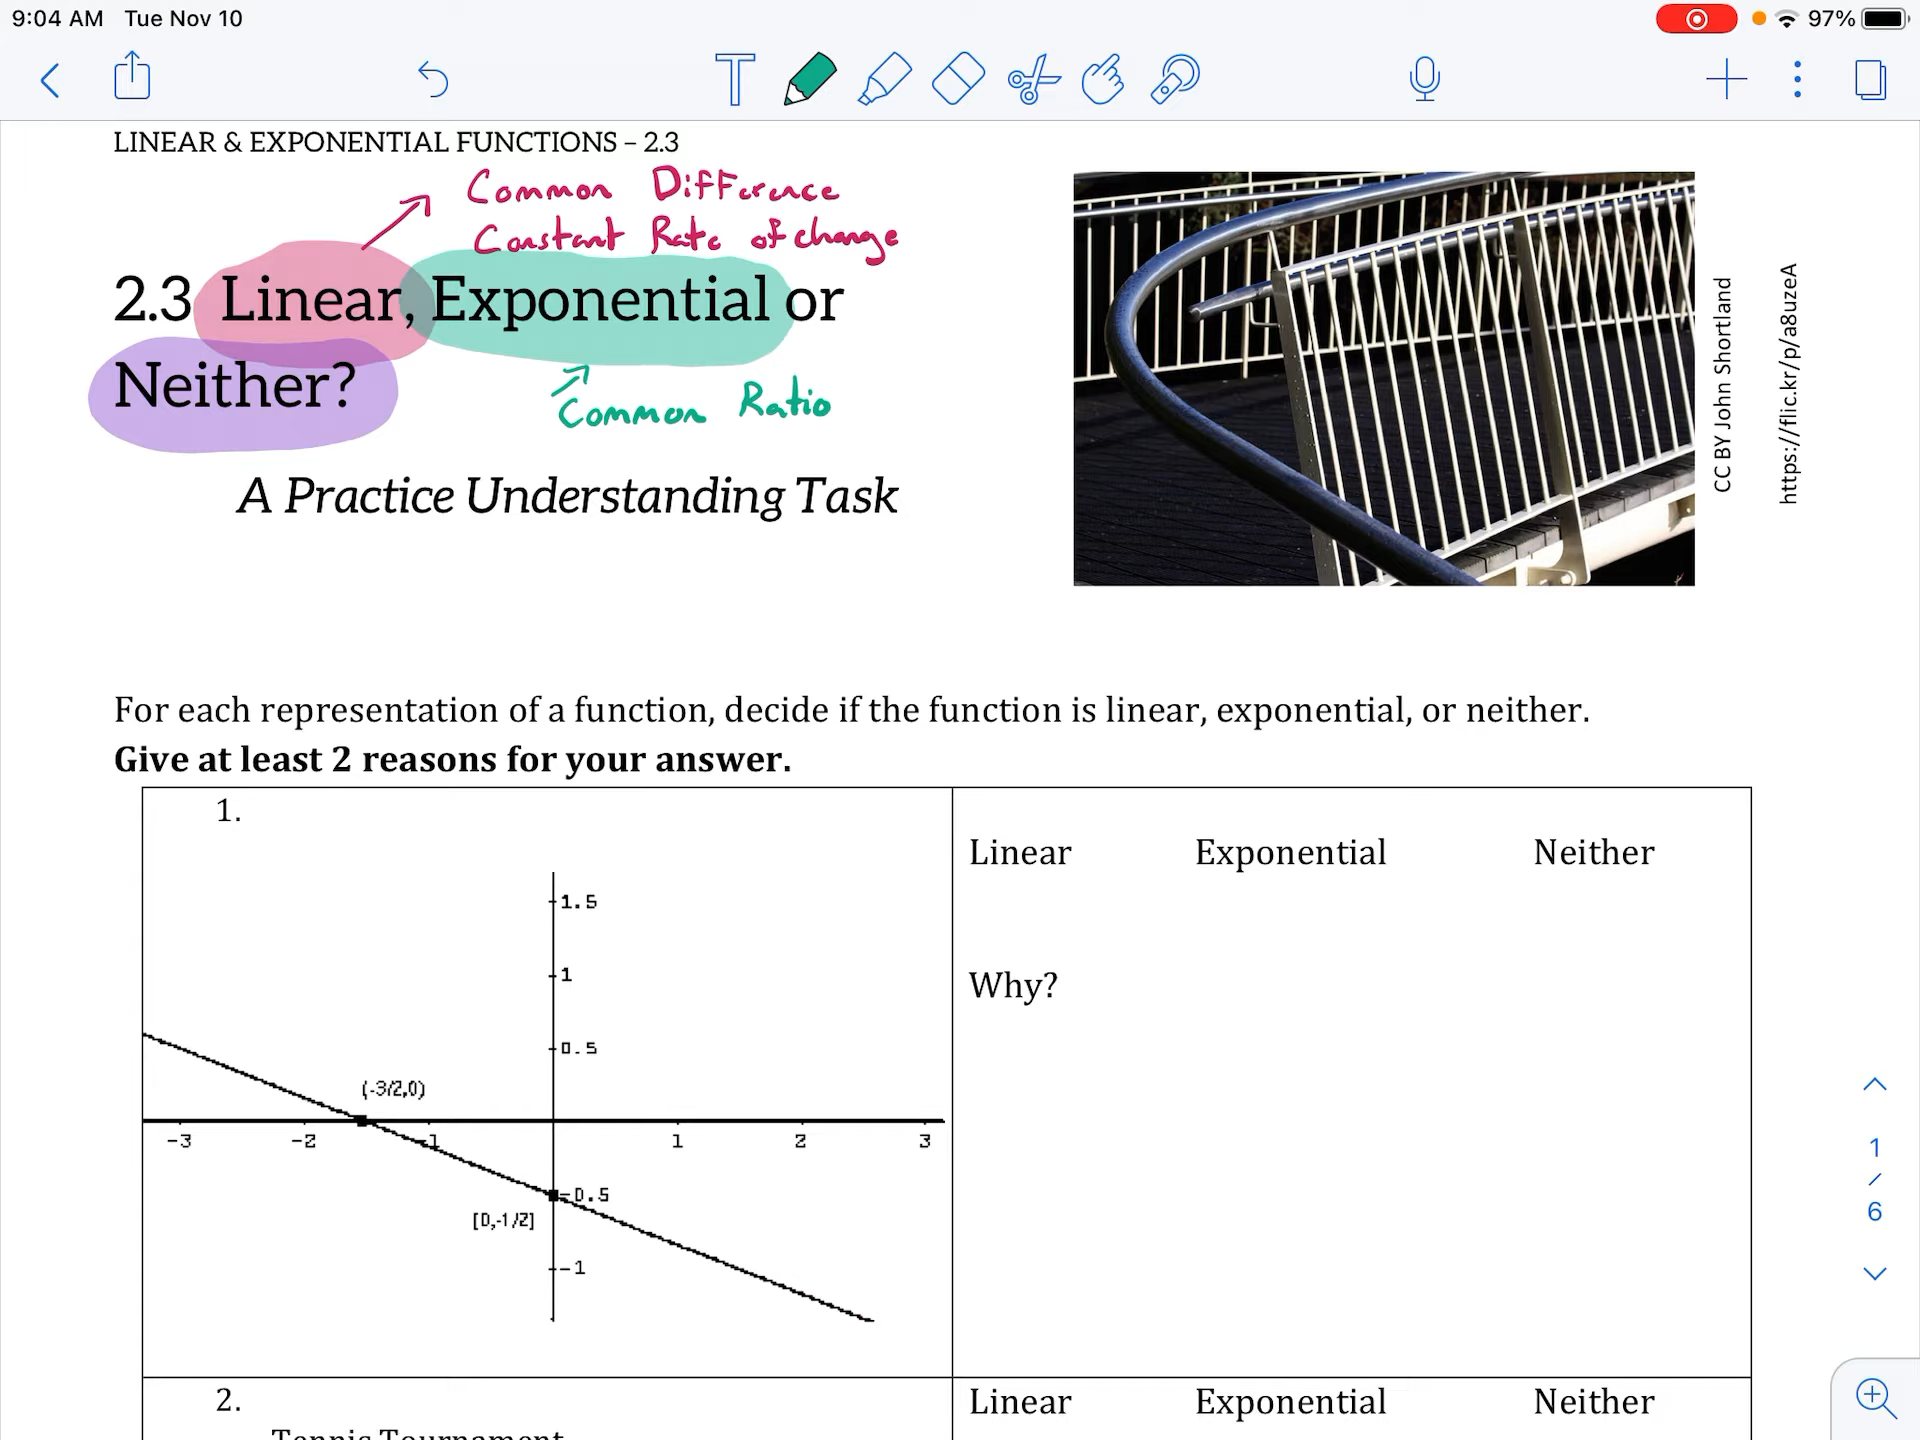 9:04 AM Tue Nov 10
97%
T
LINEAR & EXPONENTIAL FUNCTIONS – 2.3
Common Difference
Constant Rate of change
2.3 Linear, Exponential or
Neither?
Common Ratio
A Practice Understanding Task
CC BY John Shortland
https://flic.kr/p/a8uzeA
For each representation of a function, decide if the function is linear, exponential, or neither.
Give at least 2 reasons for your answer.
1.
Linear Exponential Neither
Why?
1.5
1
0.5
(-3/2,0)
-3 -2 -1 1 2 3
-0.5
[0,-1/2]
-1
1
/
6
2.
Linear Exponential Neither
Tennis Tournament